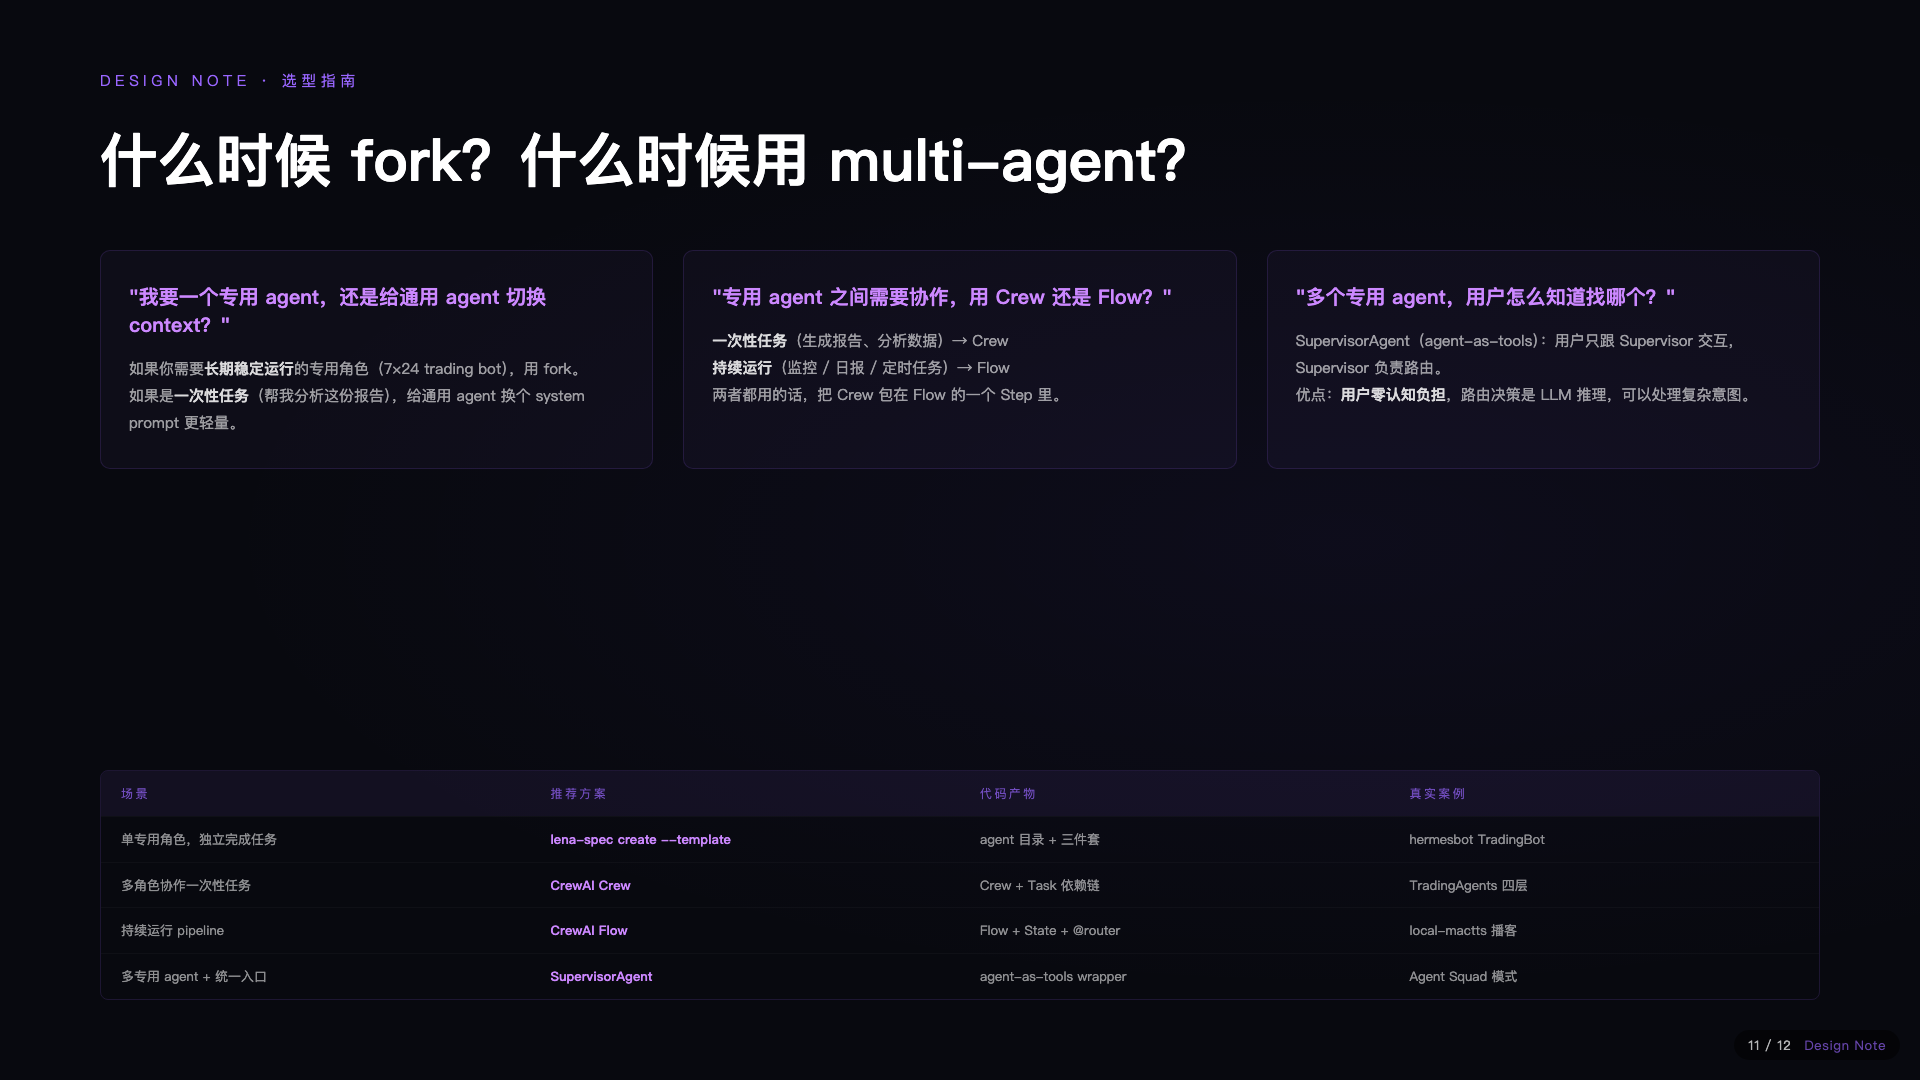 DESIGN NOTE · 选型指南
什么时候 fork？什么时候用 multi-agent？
"我要一个专用 agent，还是给通用 agent 切换
context？"
如果你需要长期稳定运行的专用角色（7×24 trading bot），用 fork。
如果是一次性任务（帮我分析这份报告），给通用 agent 换个 system
prompt 更轻量。
"专用 agent 之间需要协作，用 Crew 还是 Flow？"
一次性任务（生成报告、分析数据）→ Crew
持续运行（监控 / 日报 / 定时任务）→ Flow
两者都用的话，把 Crew 包在 Flow 的一个 Step 里。
"多个专用 agent，用户怎么知道找哪个？"
SupervisorAgent（agent-as-tools）：用户只跟 Supervisor 交互，
Supervisor 负责路由。
优点：用户零认知负担，路由决策是 LLM 推理，可以处理复杂意图。
场景 推荐方案 代码产物 真实案例
单专用角色，独立完成任务 lena-spec create --template agent 目录 + 三件套 hermesbot TradingBot
多角色协作一次性任务 CrewAI Crew Crew + Task 依赖链 TradingAgents 四层
持续运行 pipeline CrewAI Flow Flow + State + @router local-mactts 播客
多专用 agent + 统一入口 SupervisorAgent agent-as-tools wrapper Agent Squad 模式
11 / 12 Design Note